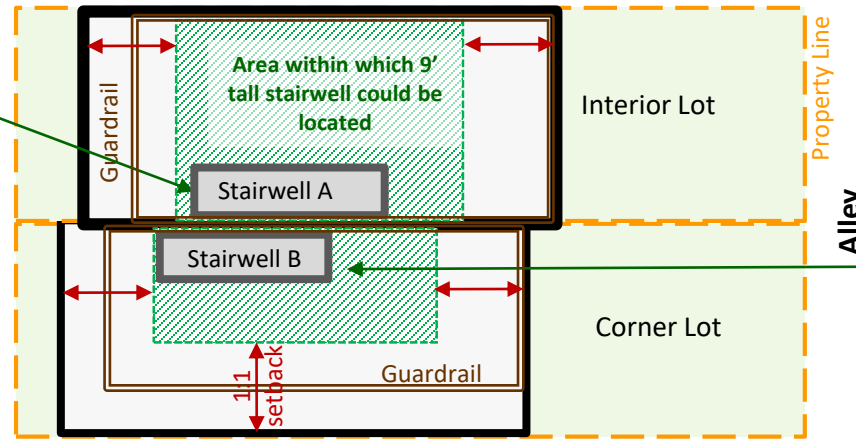 Area within which 9’
tall stairwell could be
located
Guardrail
Interior Lot
Property Line
Stairwell A
Alley
Stairwell B
Corner Lot
1:1
setback
Guardrail